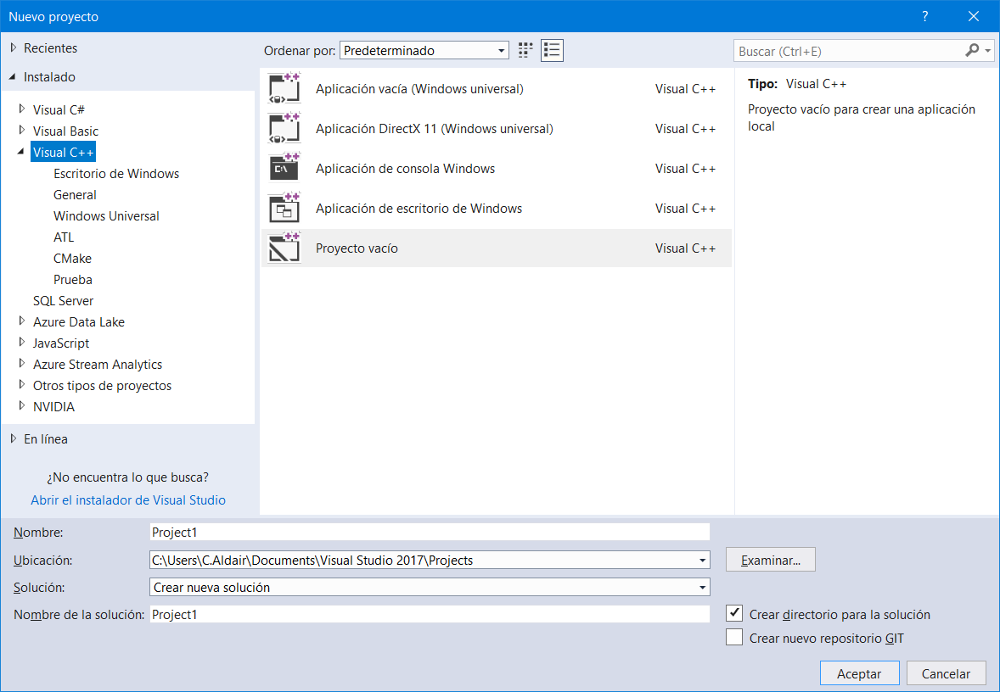 Nuevo proyecto
?
Recientes
Instalado
Visual C#
Visual Basic
Visual C++
Escritorio de Windows
General
Windows Universal
ATL
CMake
Prueba
SQL Server
Azure Data Lake
JavaScript
Azure Stream Analytics
Otros tipos de proyectos
NVIDIA
En línea
¿No encuentra lo que busca?
Abrir el instalador de Visual Studio
Ordenar por: Predeterminado
Aplicación vacía (Windows universal) Visual C++
Aplicación DirectX 11 (Windows universal) Visual C++
Aplicación de consola Windows Visual C++
Aplicación de escritorio de Windows Visual C++
Proyecto vacío Visual C++
Buscar (Ctrl+E)
Tipo: Visual C++
Proyecto vacío para crear una aplicación
local
Nombre: Project1
Ubicación: C:\Users\C.Aldair\Documents\Visual Studio 2017\Projects Examinar...
Solución: Crear nueva solución
Nombre de la solución: Project1
Crear directorio para la solución
Crear nuevo repositorio GIT
Aceptar Cancelar